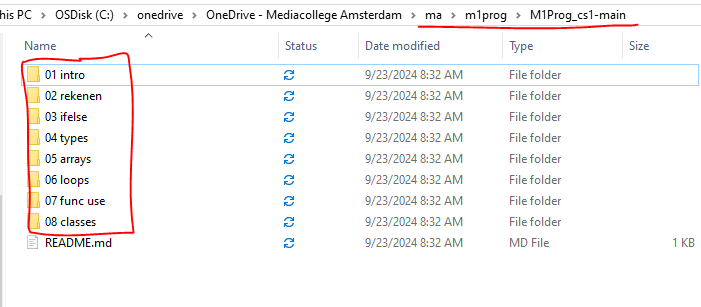 his PC > OSDisk (C:) > onedrive > OneDrive - Mediacollege Amsterdam > ma > m1prog > M1Prog_cs1-main
Name Status Date modified Type Size
01 intro 9/23/2024 8:32 AM File folder
02 rekenen 9/23/2024 8:32 AM File folder
03 ifelse 9/23/2024 8:32 AM File folder
04 types 9/23/2024 8:32 AM File folder
05 arrays 9/23/2024 8:32 AM File folder
06 loops 9/23/2024 8:32 AM File folder
07 func use 9/23/2024 8:32 AM File folder
08 classes 9/23/2024 8:32 AM File folder
README.md 9/23/2024 8:32 AM MD File 1 KB